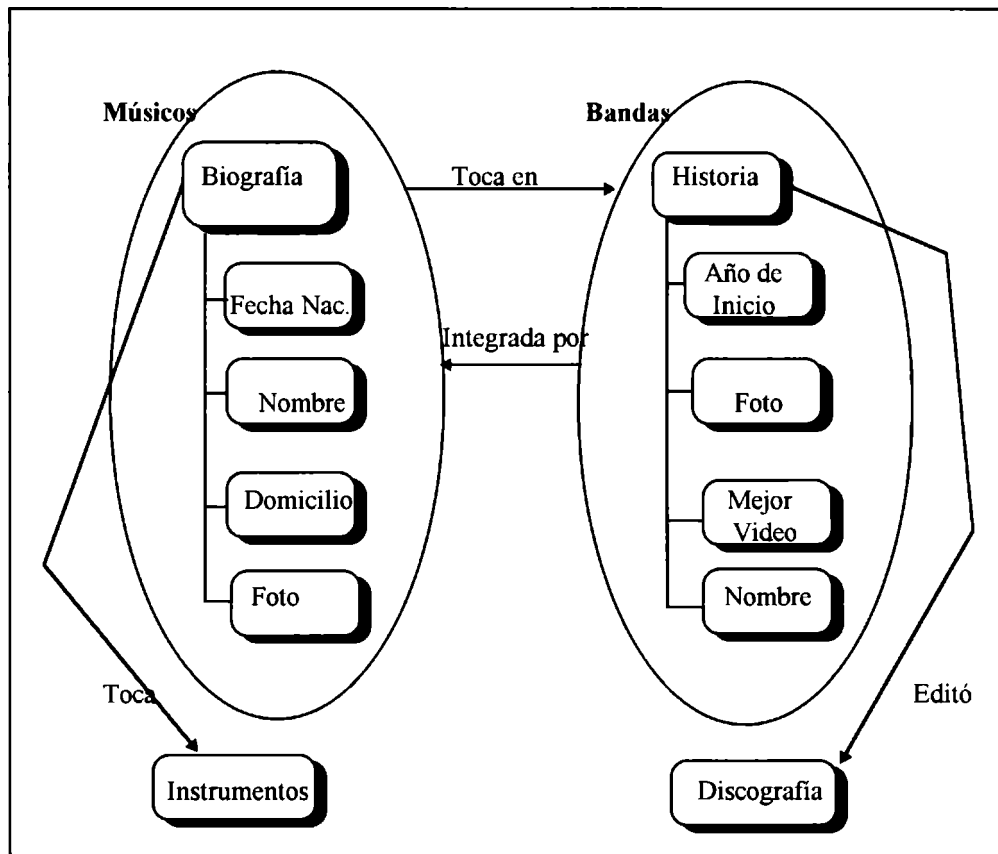 Músicos
Bandas
Biografía
Toca en
Historia
Fecha Nac.
Año de
Inicio
Integrada por
Nombre
Foto
Domicilio
Mejor
Video
Foto
Nombre
Toca
Editó
Instrumentos
Discografía